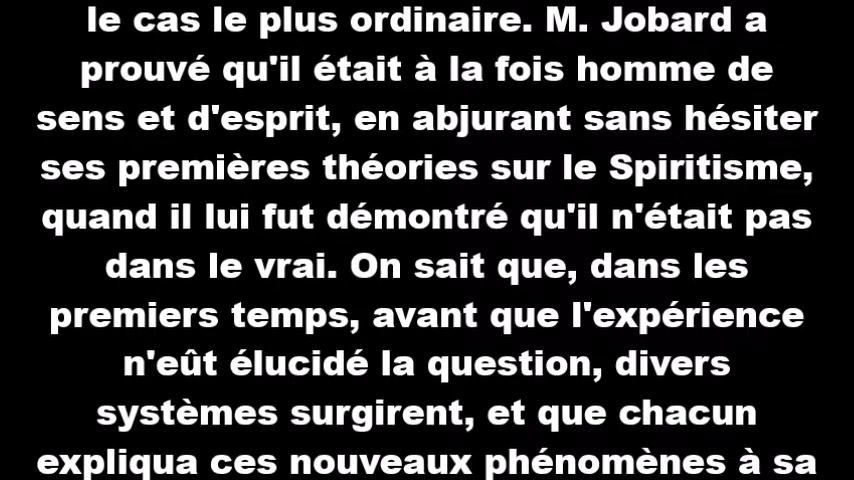 le cas le plus ordinaire. M. Jobard a
prouvé qu'il était à la fois homme de
sens et d'esprit, en abjurant sans hésiter
ses premières théories sur le Spiritisme,
quand il lui fut démontré qu'il n'était pas
dans le vrai. On sait que, dans les
premiers temps, avant que l'expérience
n'eût élucidé la question, divers
systèmes surgirent, et que chacun
expliqua ces nouveaux phénomènes à sa